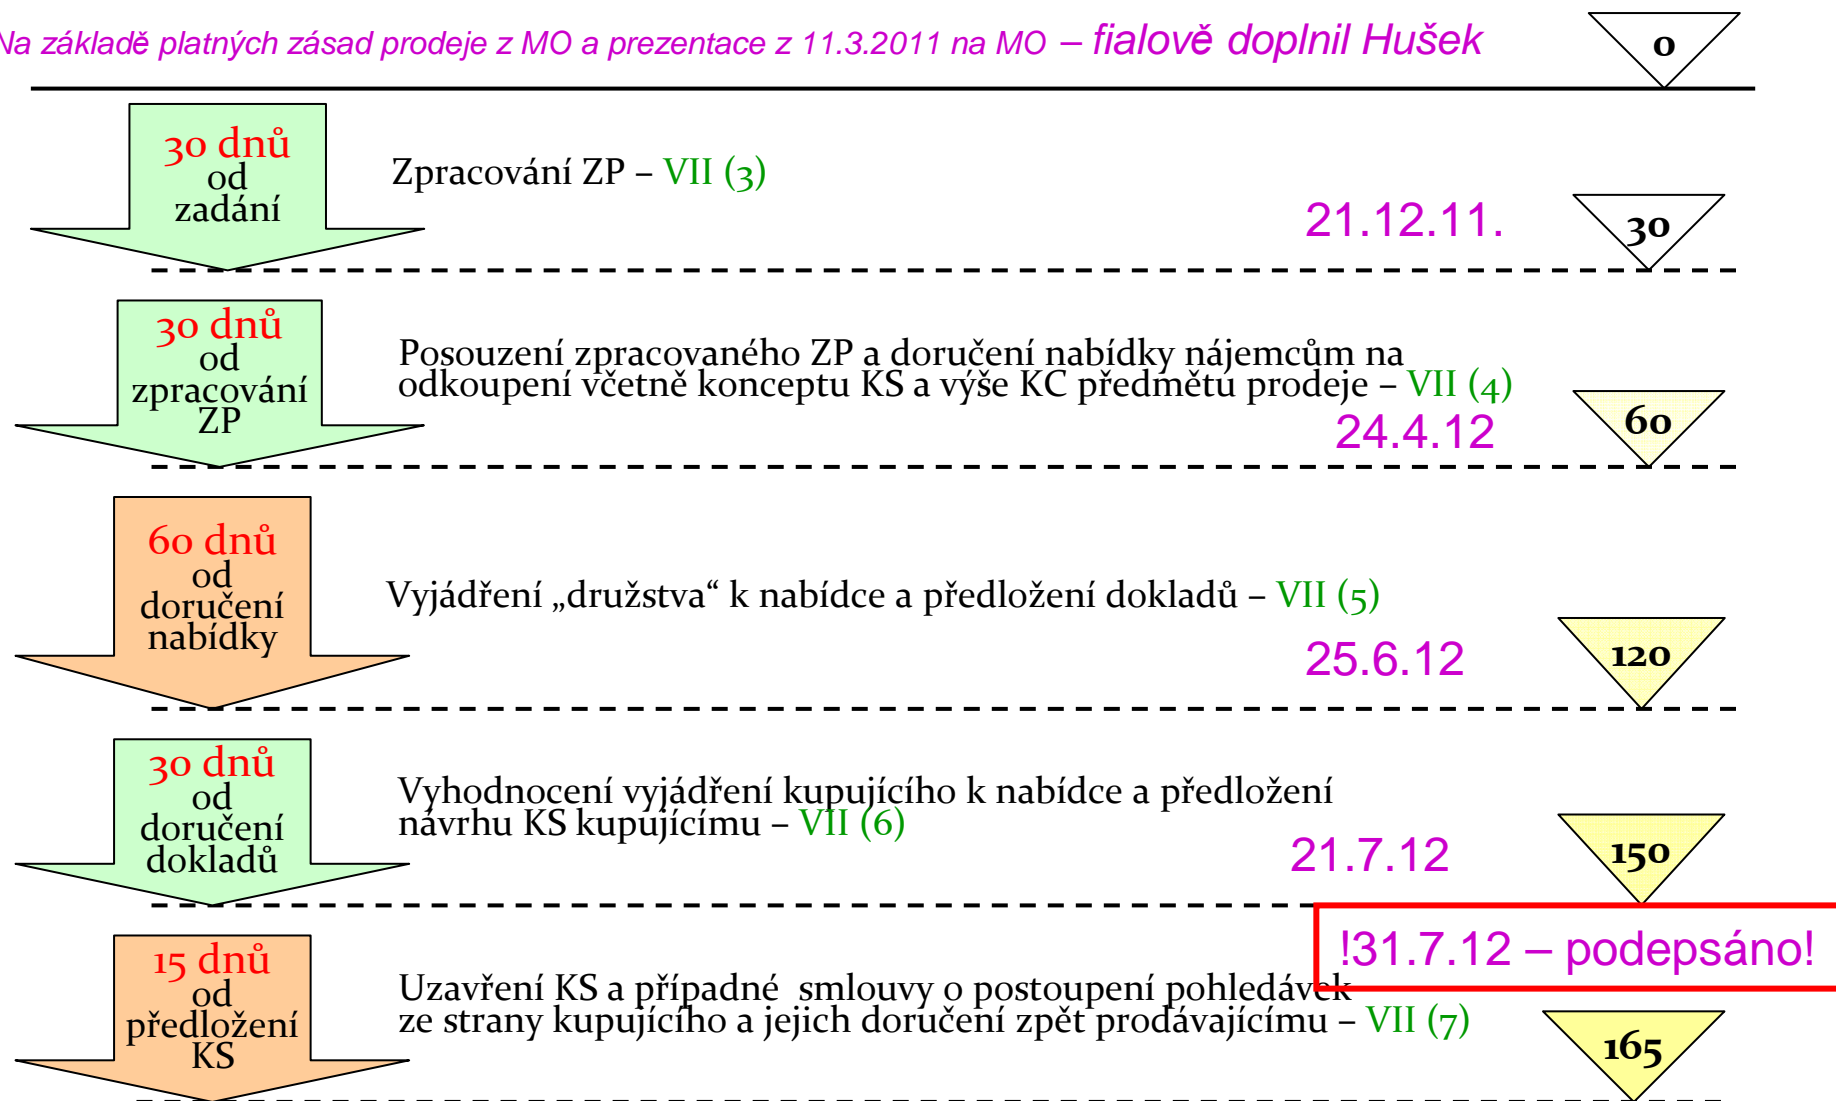 Na základě platných zásad prodeje z MO a prezentace z 11.3.2011 na MO – fialově doplnil Hušek
0
30 dnů
od
zadání
Zpracování ZP – VII (3)
21.12.11.
30
30 dnů
od
zpracování
ZP
Posouzení zpracovaného ZP a doručení nabídky nájemcům na
odkoupení včetně konceptu KS a výše KC předmětu prodeje – VII (4)
24.4.12
60
60 dnů
od
doručení
nabídky
Vyjádření „družstva“ k nabídce a předložení dokladů – VII (5)
25.6.12
120
30 dnů
od
doručení
dokladů
Vyhodnocení vyjádření kupujícího k nabídce a předložení
návrhu KS kupujícímu – VII (6)
21.7.12
150
!31.7.12 – podepsáno!
15 dnů
od
předložení
KS
Uzavření KS a případné smlouvy o postoupení pohledávek
ze strany kupujícího a jejich doručení zpět prodávajícímu – VII (7)
165